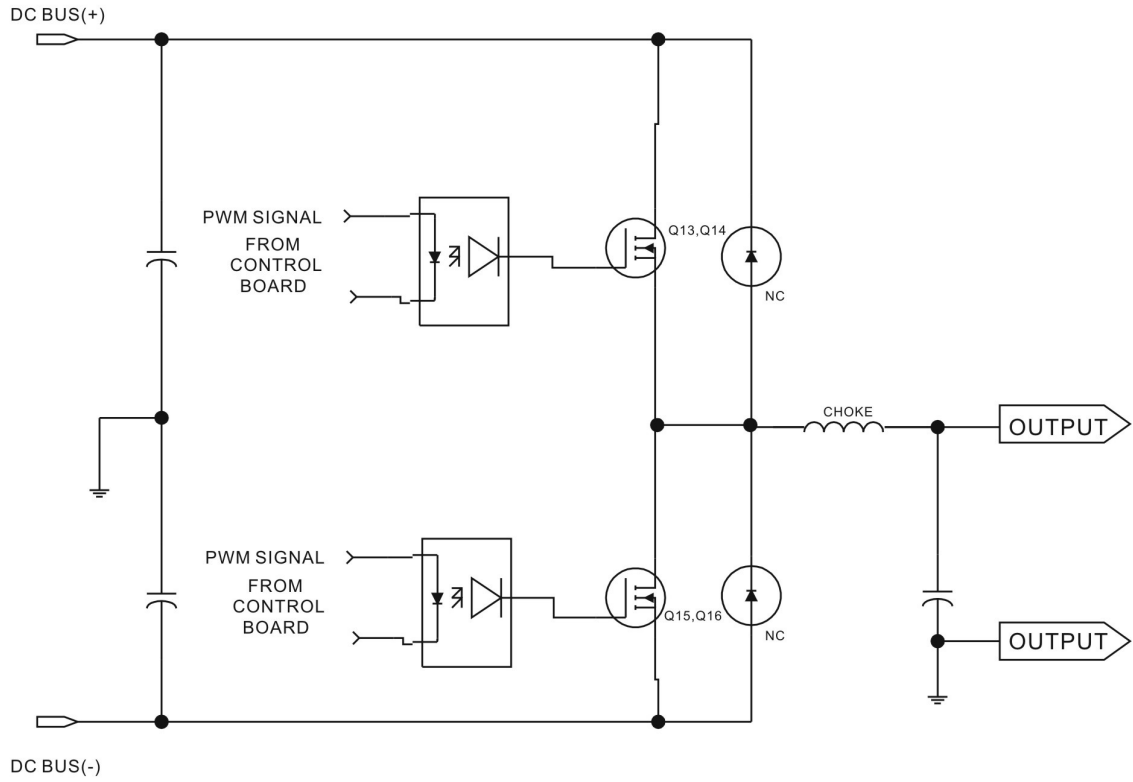 DC BUS(+)
PWM SIGNAL
FROM
CONTROL
BOARD
Q13,Q14
NC
CHOKE
OUTPUT
PWM SIGNAL
FROM
CONTROL
BOARD
Q15,Q16
NC
OUTPUT
DC BUS(-)